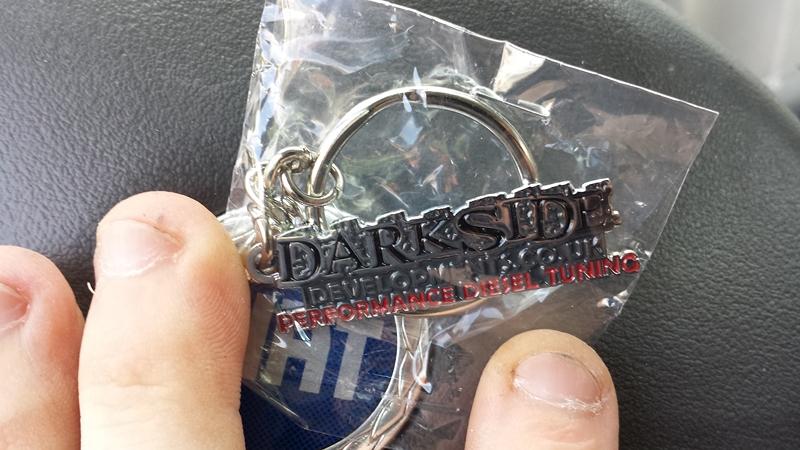 DARKSIDE
DEVELOPMENTS.CO.UK
PERFORMANCE DIESEL TUNING